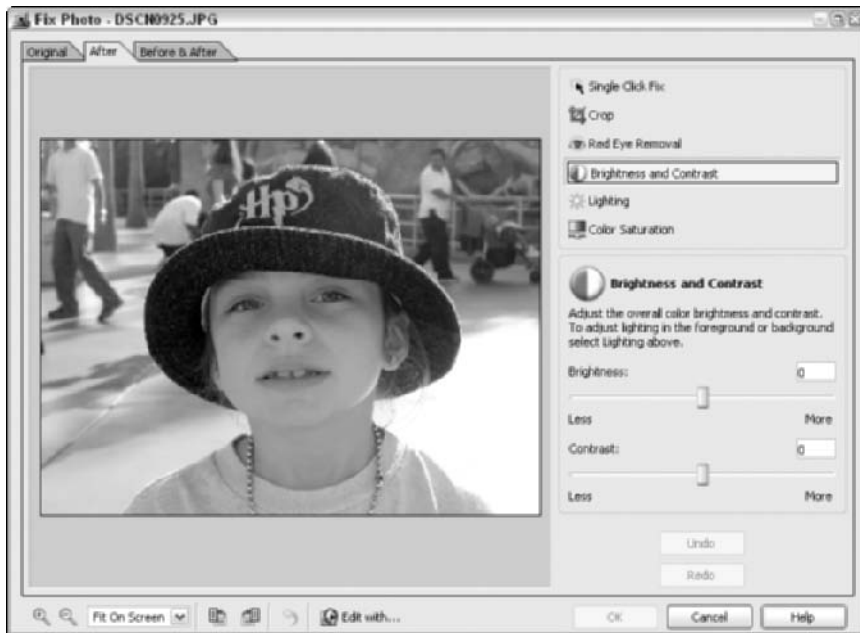 Fix Photo - DSCN0925.JPG
Original After Before & After
Single Click Fix
Crop
Red Eye Removal
Brightness and Contrast
Lighting
Color Saturation
HP
Brightness and Contrast
Adjust the overall color brightness and contrast.
To adjust lighting in the foreground or background
select Lighting above.
Brightness: 0
Less More
Contrast: 0
Less More
Undo
Redo
Fit On Screen Edit with... OK Cancel Help